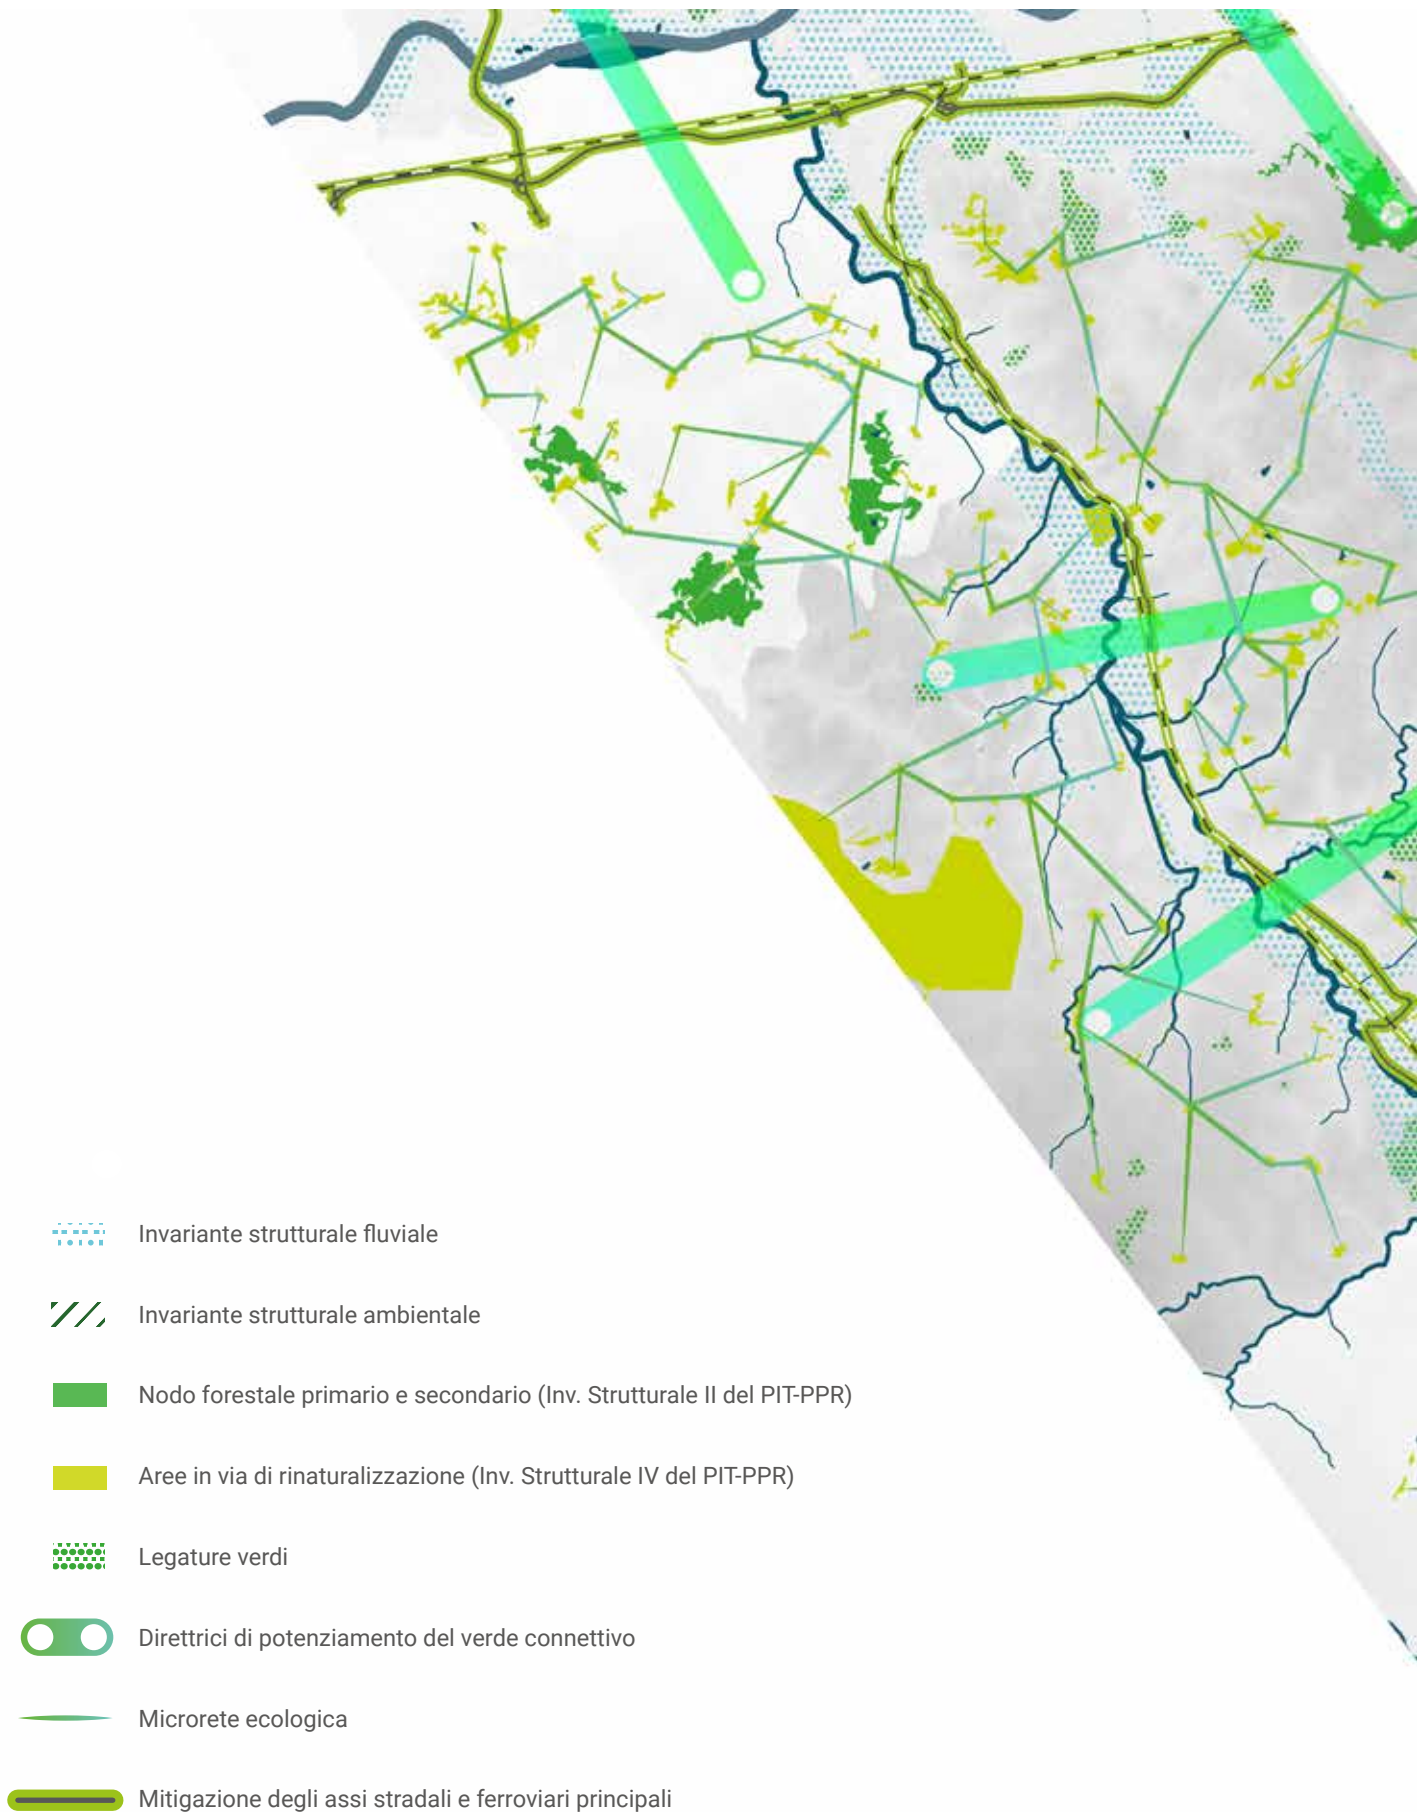 Invariante strutturale fluviale
Invariante strutturale ambientale
Nodo forestale primario e secondario (Inv. Strutturale II del PIT-PPR)
Aree in via di rinaturalizzazione (Inv. Strutturale IV del PIT-PPR)
Legature verdi
Direttrici di potenziamento del verde connettivo
Microrete ecologica
Mitigazione degli assi stradali e ferroviari principali